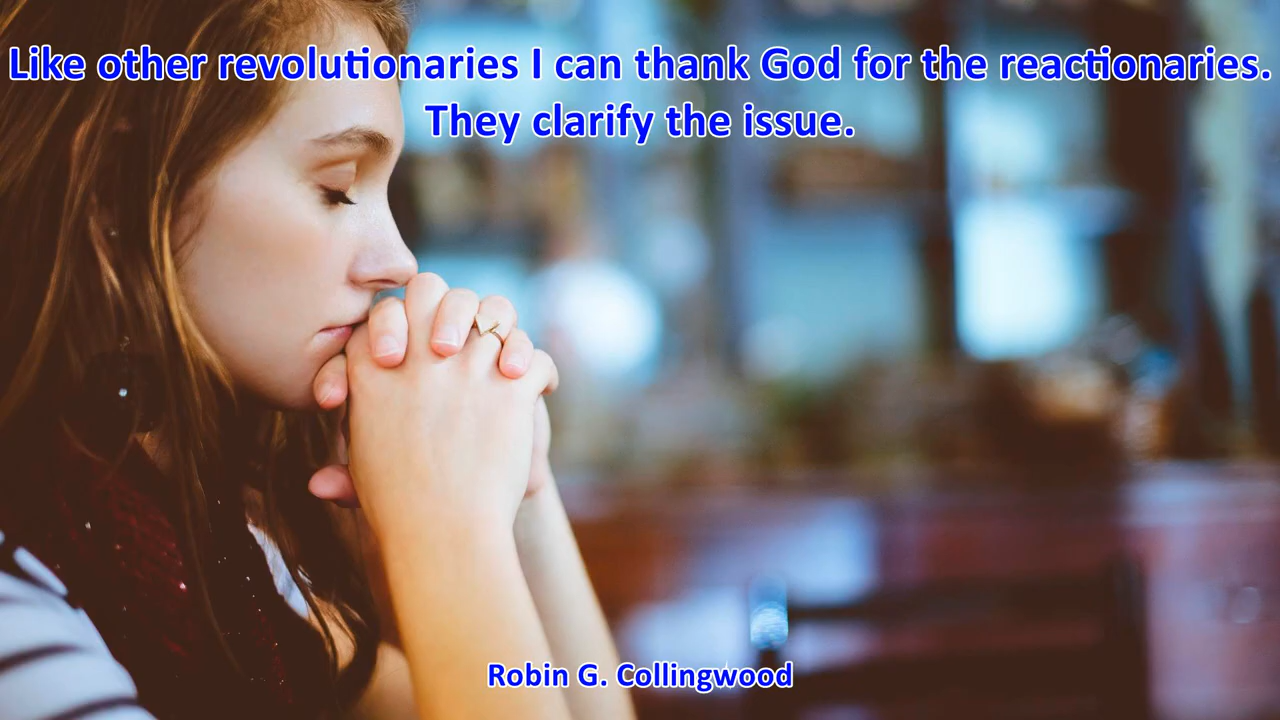 Like other revolutionaries I can thank God for the reactionaries.
They clarify the issue.
Robin G. Collingwood